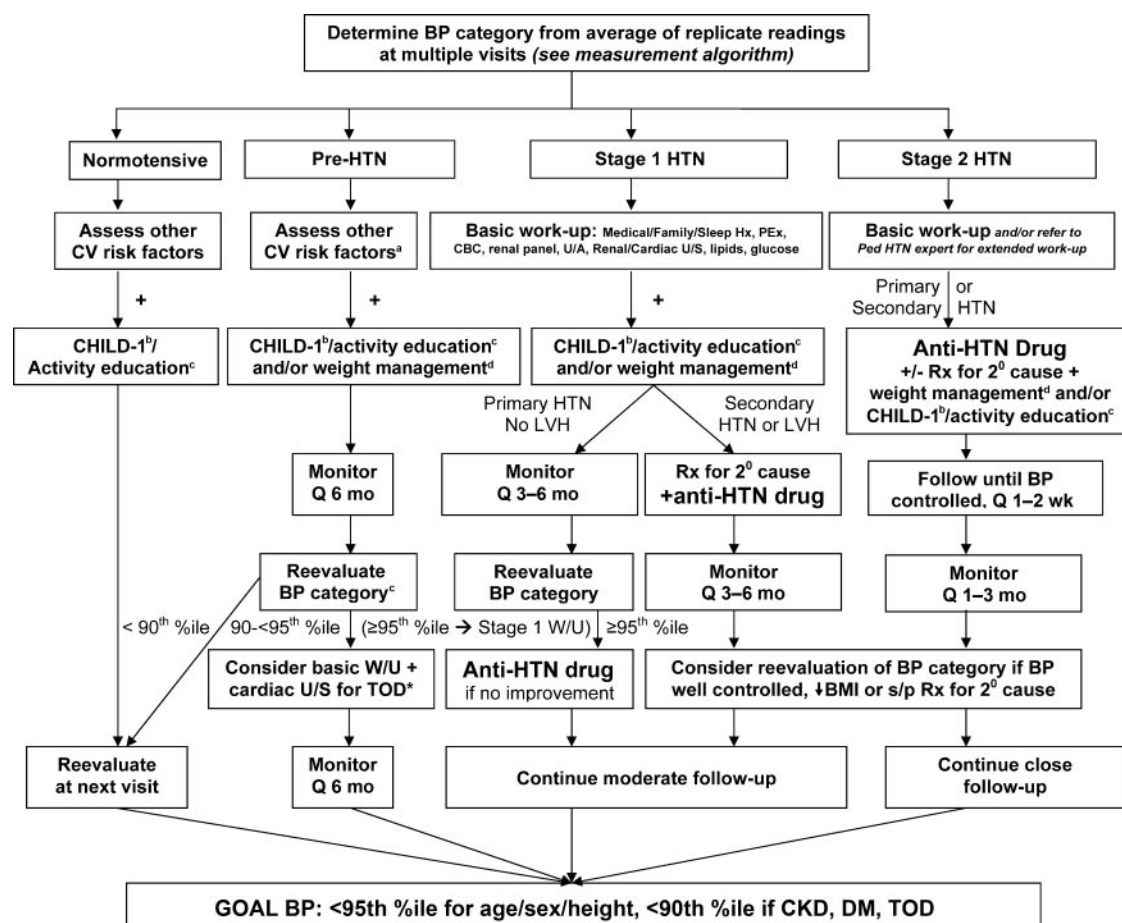 Determine BP category from average of replicate readings
at multiple visits (see measurement algorithm)
Normotensive
Pre-HTN
Stage 1 HTN
Stage 2 HTN
Assess other
CV risk factors
Assess other
CV risk factorsᵃ
Basic work-up: Medical/Family/Sleep Hx, PEx,
CBC, renal panel, U/A, Renal/Cardiac U/S, lipids, glucose
Basic work-up and/or refer to
Ped HTN expert for extended work-up
+
+
+
Primary or
Secondary HTN
CHILD-1ᵇ/
Activity educationᶜ
CHILD-1ᵇ/activity educationᶜ
and/or weight managementᵈ
CHILD-1ᵇ/activity educationᶜ
and/or weight managementᵈ
Anti-HTN Drug
+/- Rx for 2⁰ cause +
weight managementᵈ and/or
CHILD-1ᵇ/activity educationᶜ
Primary HTN
No LVH
Secondary
HTN or LVH
Monitor
Q 6 mo
Monitor
Q 3–6 mo
Rx for 2⁰ cause
+anti-HTN drug
Follow until BP
controlled, Q 1–2 wk
Reevaluate
BP categoryᶜ
Reevaluate
BP category
Monitor
Q 3–6 mo
Monitor
Q 1–3 mo
< 90ᵗʰ %ile
90-<95ᵗʰ %ile
(≥95ᵗʰ %ile → Stage 1 W/U)
≥95ᵗʰ %ile
Consider basic W/U +
cardiac U/S for TOD*
Anti-HTN drug
if no improvement
Consider reevaluation of BP category if BP
well controlled, ↓BMI or s/p Rx for 2⁰ cause
Reevaluate
at next visit
Monitor
Q 6 mo
Continue moderate follow-up
Continue close
follow-up
GOAL BP: <95th %ile for age/sex/height, <90th %ile if CKD, DM, TOD